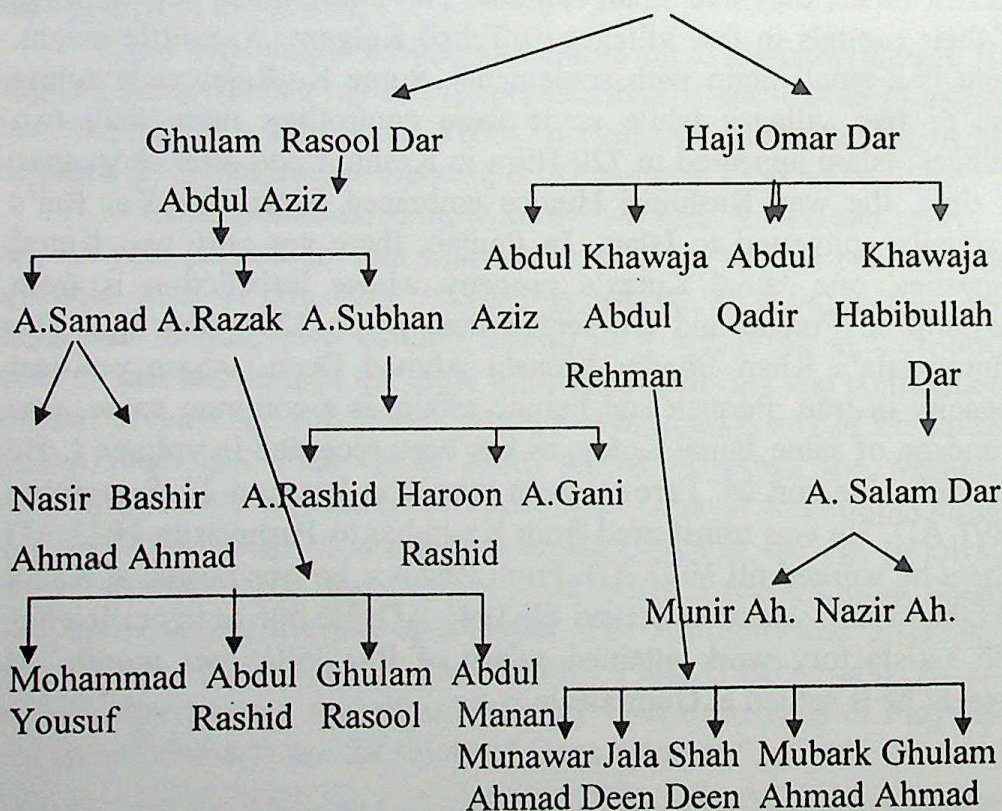 Ghulam Rasool Dar Haji Omar Dar
Abdul Aziz
Abdul Khawaja Abdul Khawaja
A.Samad A.Razak A.Subhan Aziz Abdul Qadir Habibullah
Rehman Dar
Nasir Bashir A.Rashid Haroon A.Gani A. Salam Dar
Ahmad Ahmad Rashid
Munir Ah. Nazir Ah.
Mohammad Abdul Ghulam Abdul
Yousuf Rashid Rasool Manan
Munawar Jala Shah Mubark Ghulam
Ahmad Deen Deen Ahmad Ahmad